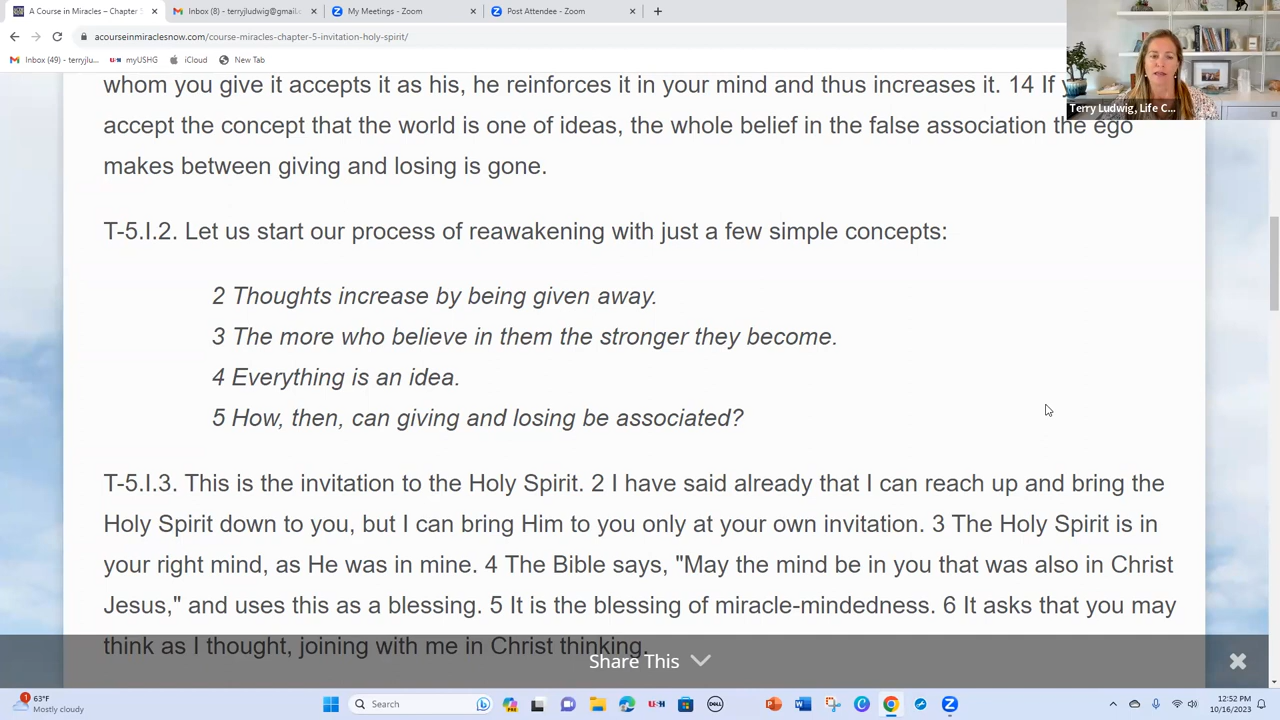 A Course in Miracles – Chapter 5
Inbox (8) - terryjludwig@gmail.
My Meetings - Zoom
Post Attendee - Zoom
acourseinmiraclesnow.com/course-miracles-chapter-5-invitation-holy-spirit/
Inbox (49) - terryjlu...
myUSHG
iCloud
New Tab
whom you give it accepts it as his, he reinforces it in your mind and thus increases it. 14 If y
Terry Ludwig, Life C...
accept the concept that the world is one of ideas, the whole belief in the false association the ego
makes between giving and losing is gone.
T-5.I.2. Let us start our process of reawakening with just a few simple concepts:
2 Thoughts increase by being given away.
3 The more who believe in them the stronger they become.
4 Everything is an idea.
5 How, then, can giving and losing be associated?
T-5.I.3. This is the invitation to the Holy Spirit. 2 I have said already that I can reach up and bring the
Holy Spirit down to you, but I can bring Him to you only at your own invitation. 3 The Holy Spirit is in
your right mind, as He was in mine. 4 The Bible says, "May the mind be in you that was also in Christ
Jesus," and uses this as a blessing. 5 It is the blessing of miracle-mindedness. 6 It asks that you may
think as I thought, joining with me in Christ thinking.
Share This
1
63°F
Mostly cloudy
Search
USH
DELL
12:52 PM
10/16/2023